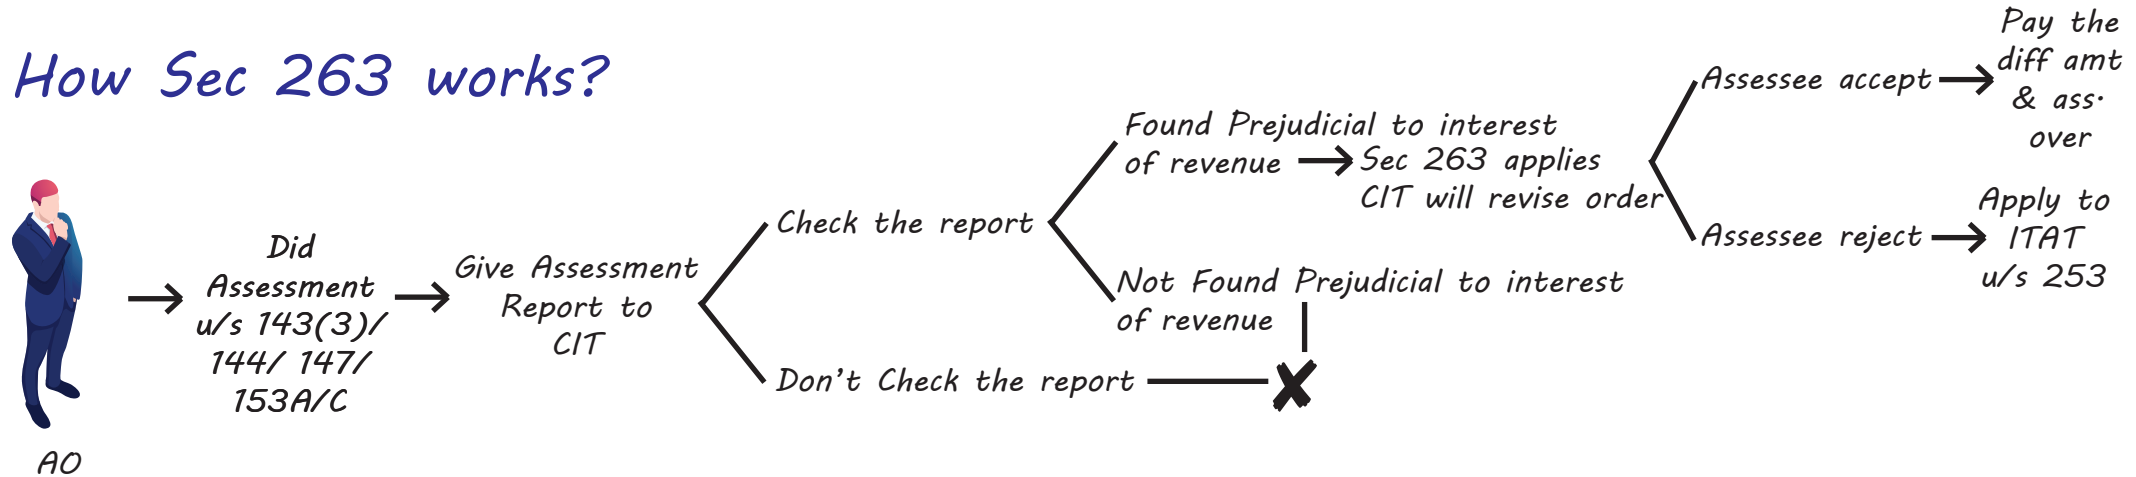 How Sec 263 works?
AO
Did
Assessment
u/s 143(3)/
144/ 147/
153A/C
Give Assessment
Report to
CIT
Check the report
Don't Check the report
Found Prejudicial to interest
of revenue
Sec 263 applies
CIT will revise order
Not Found Prejudicial to interest
of revenue
Assessee accept
Pay the
diff amt
& ass.
over
Assessee reject
Apply to
ITAT
u/s 253